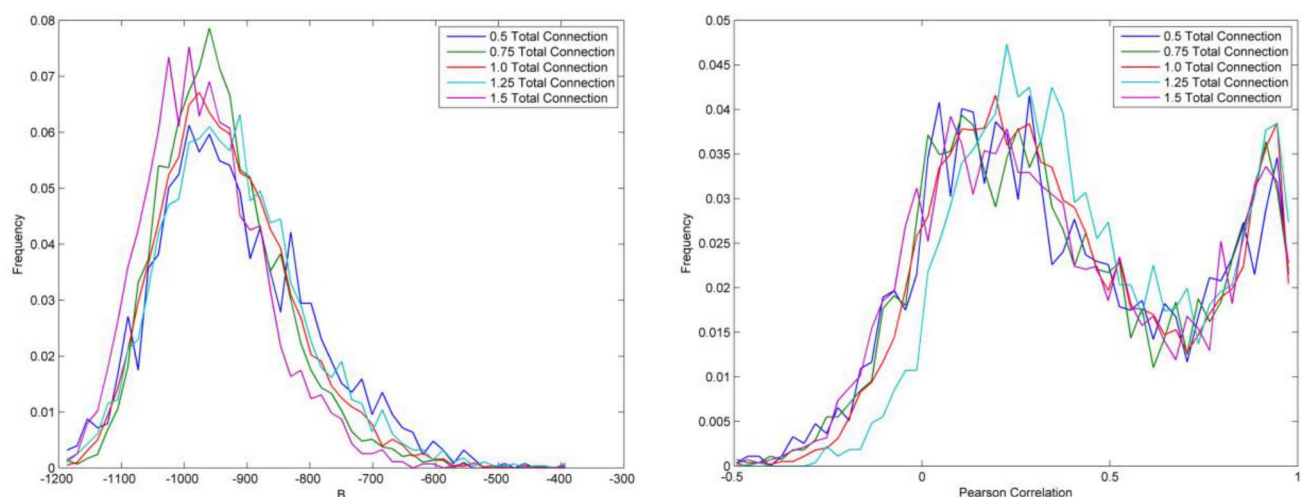 0.08
0.07
0.06
0.05
0.04
0.03
0.02
0.01
0
Frequency
-1200 -1100 -1000 -900 -800 -700 -600 -500 -400 -300
B
0.5 Total Connection
0.75 Total Connection
1.0 Total Connection
1.25 Total Connection
1.5 Total Connection
0.05
0.045
0.04
0.035
0.03
0.025
0.02
0.015
0.01
0.005
0
Frequency
-0.5 0 0.5 1
Pearson Correlation
0.5 Total Connection
0.75 Total Connection
1.0 Total Connection
1.25 Total Connection
1.5 Total Connection